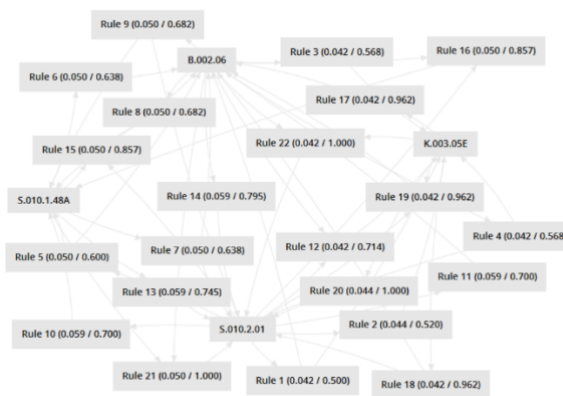 Rule 9 (0.050 / 0.682)
B.002.06
Rule 3 (0.042 / 0.568)
Rule 16 (0.050 / 0.857)
Rule 6 (0.050 / 0.638)
Rule 17 (0.042 / 0.962)
Rule 8 (0.050 / 0.682)
Rule 22 (0.042 / 1.000)
K.003.05E
Rule 15 (0.050 / 0.857)
S.010.1.48A
Rule 14 (0.059 / 0.795)
Rule 19 (0.042 / 0.962)
Rule 4 (0.042 / 0.568
Rule 7 (0.050 / 0.638)
Rule 12 (0.042 / 0.714)
Rule 5 (0.050 / 0.600)
Rule 11 (0.059 / 0.700)
Rule 13 (0.059 / 0.745)
Rule 20 (0.044 / 1.000)
Rule 10 (0.059 / 0.700)
S.010.2.01
Rule 2 (0.044 / 0.520)
Rule 21 (0.050 / 1.000)
Rule 1 (0.042 / 0.500)
Rule 18 (0.042 / 0.962)